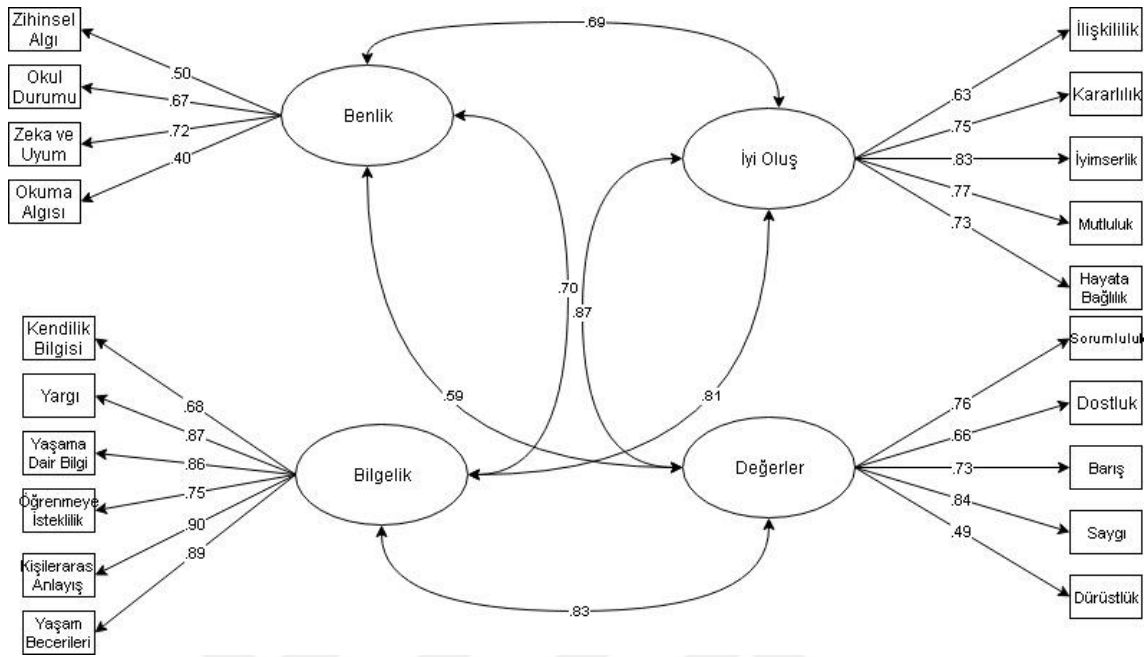 Zihinsel
Algı
Okul
Durumu
Zeka ve
Uyum
Okuma
Algısı
.50
.67
.72
.40
Benlik
.69
İyi Oluş
.63
.75
.83
.77
.73
İlişkililik
Kararlılık
İyimserlik
Mutluluk
Hayata
Bağlılık
.70
.87
.59
.81
Kendilik
Bilgisi
Yargı
Yaşama
Dair Bilgi
Öğrenmeye
İsteklilik
Kişileraras
Anlayış
Yaşam
Becerileri
.68
.87
.86
.75
.90
.89
Bilgelik
.83
Değerler
.76
.66
.73
.84
.49
Sorumluluk
Dostluk
Barış
Saygı
Dürüstlük